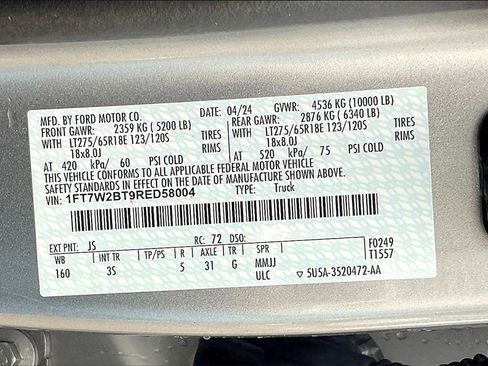 MFD. BY FORD MOTOR CO. DATE: 04/24 GVWR: 4536 KG (10000 LB)
FRONT GAWR: 2359 KG ( 5200 LB) REAR GAWR: 2876 KG ( 6340 LB)
WITH LT275/65R18E 123/120S TIRES WITH LT275/65R18E 123/120S TIRES
18x8.0J RIMS 18x8.0J RIMS
AT 420 kPa/ 60 PSI COLD AT 520 kPa/ 75 PSI COLD
THIS VEHICLE CONFORMS TO ALL APPLICABLE FEDERAL MOTOR VEHICLE
SAFETY STANDARDS IN EFFECT ON THE DATE OF MANUFACTURE SHOWN ABOVE.
VIN: 1FT7W2BT9RED58004 TYPE: Truck
EXT PNT: JS RC: 72 DSO: F0249
WB INT TR TP/PS R AXLE TR SPR T1557
160 3S 5 31 G MMJJ
ULC 5U5A-3520472-AA